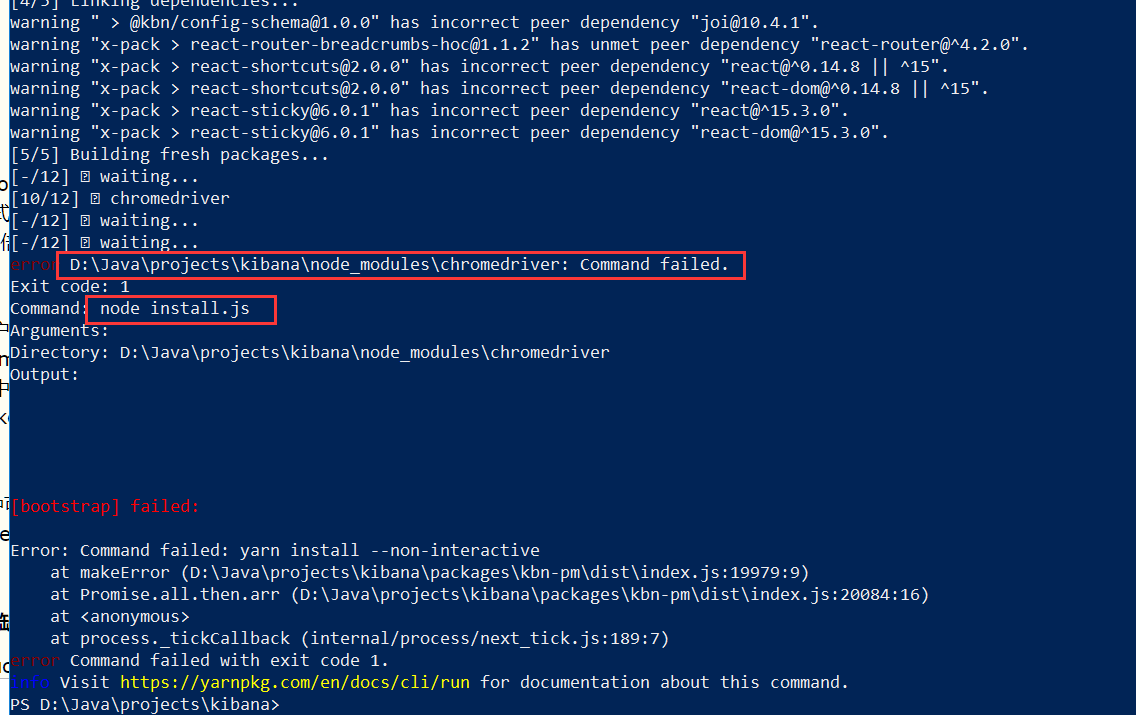 [4/5] Linking dependencies...
warning " > @kbn/config-schema@1.0.0" has incorrect peer dependency "joi@10.4.1".
warning "x-pack > react-router-breadcrumbs-hoc@1.1.2" has unmet peer dependency "react-router@^4.2.0".
warning "x-pack > react-shortcuts@2.0.0" has incorrect peer dependency "react@^0.14.8 || ^15".
warning "x-pack > react-shortcuts@2.0.0" has incorrect peer dependency "react-dom@^0.14.8 || ^15".
warning "x-pack > react-sticky@6.0.1" has incorrect peer dependency "react@^15.3.0".
warning "x-pack > react-sticky@6.0.1" has incorrect peer dependency "react-dom@^15.3.0".
[5/5] Building fresh packages...
[-/12] ⍰ waiting...
[10/12] ⍰ chromedriver
[-/12] ⍰ waiting...
[-/12] ⍰ waiting...
error D:\Java\projects\kibana\node_modules\chromedriver: Command failed.
Exit code: 1
Command: node install.js
Arguments:
Directory: D:\Java\projects\kibana\node_modules\chromedriver
Output:
[bootstrap] failed:
Error: Command failed: yarn install --non-interactive
at makeError (D:\Java\projects\kibana\packages\kbn-pm\dist\index.js:19979:9)
at Promise.all.then.arr (D:\Java\projects\kibana\packages\kbn-pm\dist\index.js:20084:16)
at <anonymous>
at process._tickCallback (internal/process/next_tick.js:189:7)
error Command failed with exit code 1.
info Visit https://yarnpkg.com/en/docs/cli/run for documentation about this command.
PS D:\Java\projects\kibana>